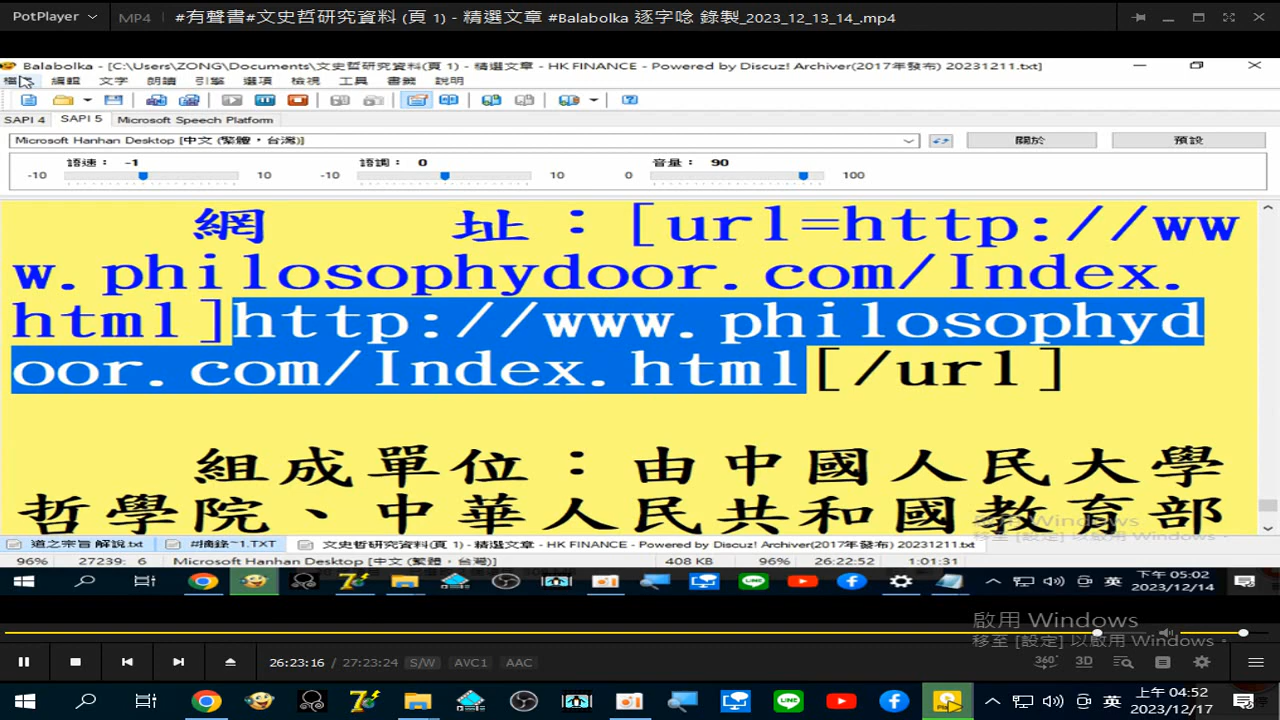 PotPlayer MP4 #有聲書#文史哲研究資料 (頁 1) - 精選文章 #Balabolka 逐字唸 錄製_2023_12_13_14_.mp4
Balabolka - [C:\Users\ZONG\Documents\文史哲研究資料(頁 1) - 精選文章 - HK FINANCE - Powered by Discuz! Archiver(2017年發布) 20231211.txt]
檔案 編輯 文字 朗讀 引擎 選項 檢視 工具 書籤 說明
SAPI 4 SAPI 5 Microsoft Speech Platform
Microsoft Hanhan Desktop [中文 (繁體，台灣)] 關於 預設
語速： -1 語調： 0 音量： 90
-10 10 -10 10 0 100
網 址：[url=http://ww
w.philosophydoor.com/Index.
html]http://www.philosophyd
oor.com/Index.html[/url]
組成單位：由中國人民大學
哲學院、中華人民共和國教育部
啟用 Windows
移至 [設定] 以啟用 Windows。
道之宗旨 解說.txt #摘錄~1.TXT 文史哲研究資料(頁 1) - 精選文章 - HK FINANCE - Powered by Discuz! Archiver(2017年發布) 20231211.txt
96% 27239: 6 Microsoft Hanhan Desktop [中文 (繁體，台灣)] 408 KB 96% 26:22:52 1:01:31
英 下午 05:02
2023/12/14
啟用 Windows
移至 [設定] 以啟用 Windows。
26:23:16 / 27:23:24 S/W AVC1 AAC 360° 3D
英 上午 04:52
2023/12/17